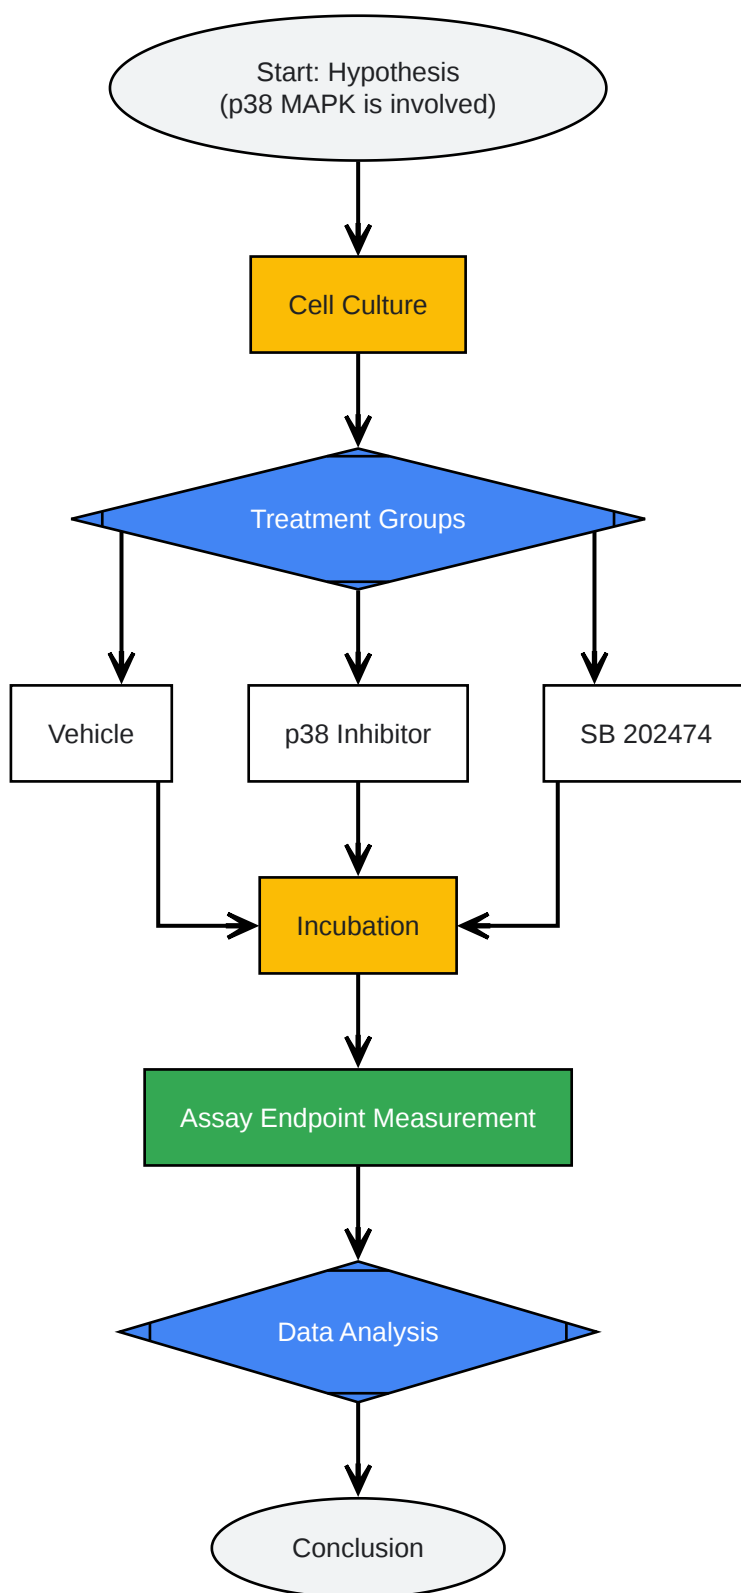 Start: Hypothesis
(p38 MAPK is involved)
Cell Culture
Treatment Groups
Vehicle
p38 Inhibitor
SB 202474
Incubation
Assay Endpoint Measurement
Data Analysis
Conclusion